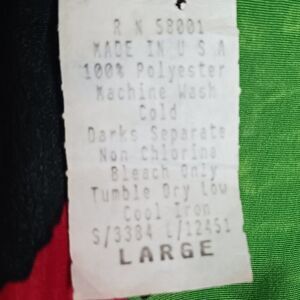 R N 58001
MADE IN U S A
100% Polyester
Machine Wash
Cold
Darks Separate
Non Chlorine
Bleach Only
Tumble Dry Low
Cool Iron
S/3384 L/12451
LARGE